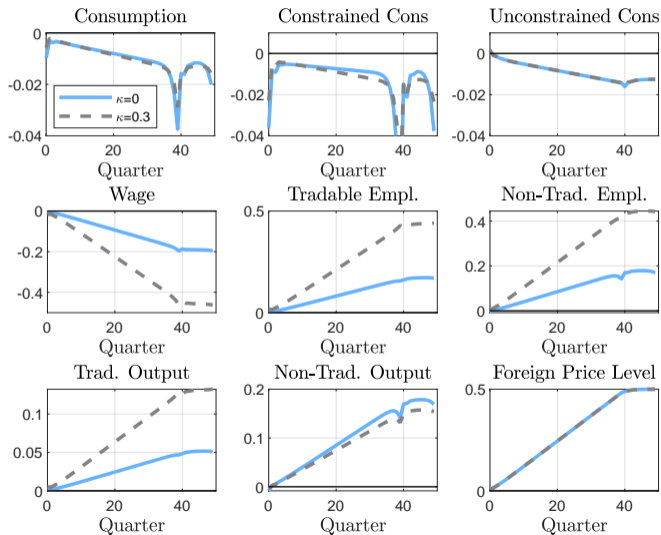 Consumption
Constrained Cons
Unconstrained Cons
0
-0.02
-0.04
κ=0
κ=0.3
0 20 40
Quarter
0
-0.02
-0.04
0 20 40
Quarter
0
-0.02
-0.04
0 20 40
Quarter
Wage
Tradable Empl.
Non-Trad. Empl.
0
-0.2
-0.4
0 20 40
Quarter
0.5
0
0 20 40
Quarter
0.4
0.2
0
0 20 40
Quarter
Trad. Output
Non-Trad. Output
Foreign Price Level
0.1
0.05
0
0 20 40
Quarter
0.2
0.1
0
0 20 40
Quarter
0.5
0
0 20 40
Quarter